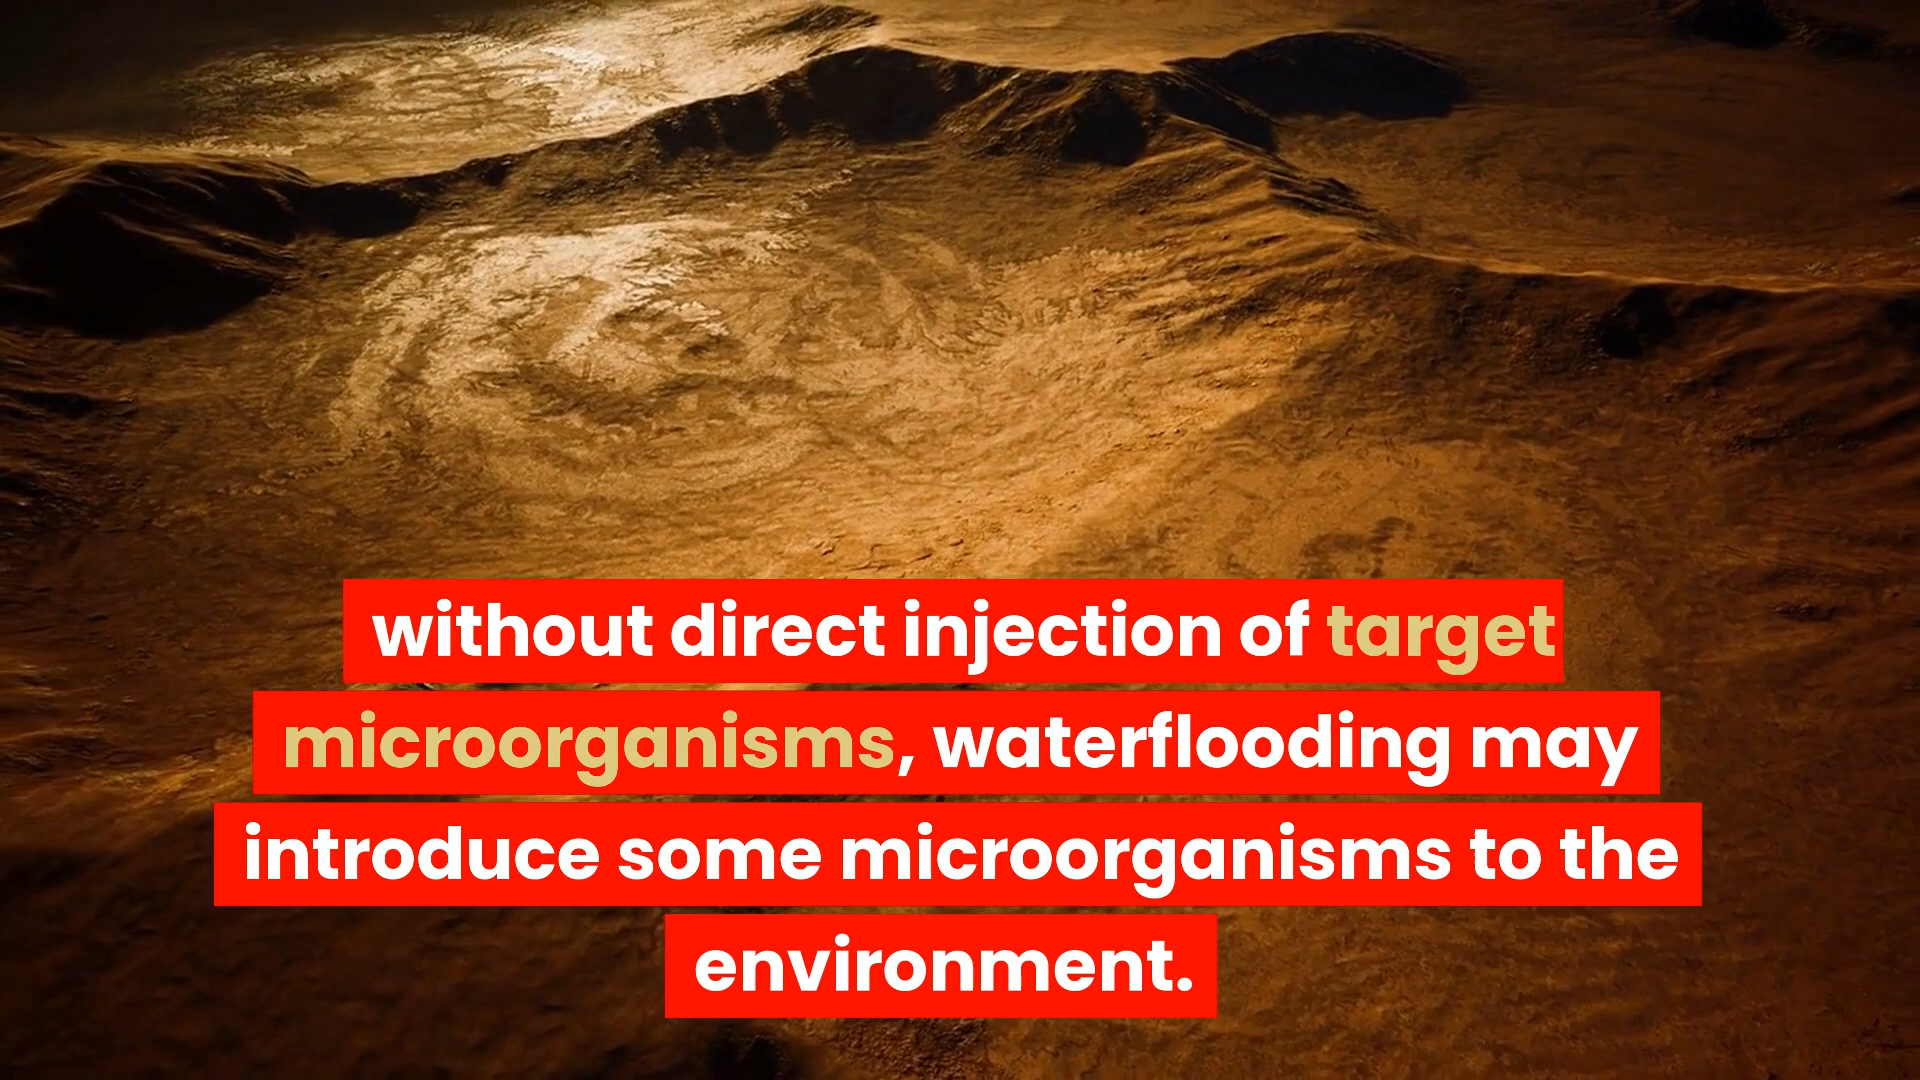 without direct injection of target
microorganisms, waterflooding may
introduce some microorganisms to the
environment.